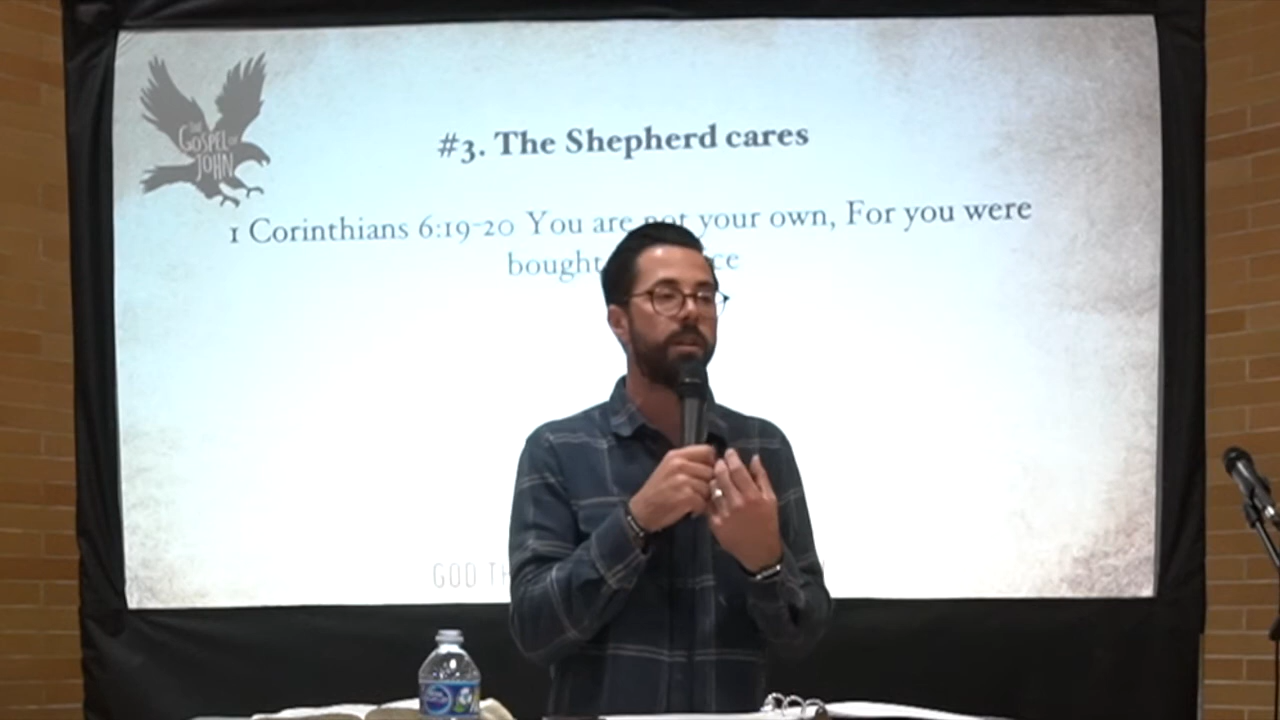 THE
GOSPEL OF
JOHN
#3. The Shepherd cares
1 Corinthians 6:19-20 You are not your own, For you were
bought
GOD